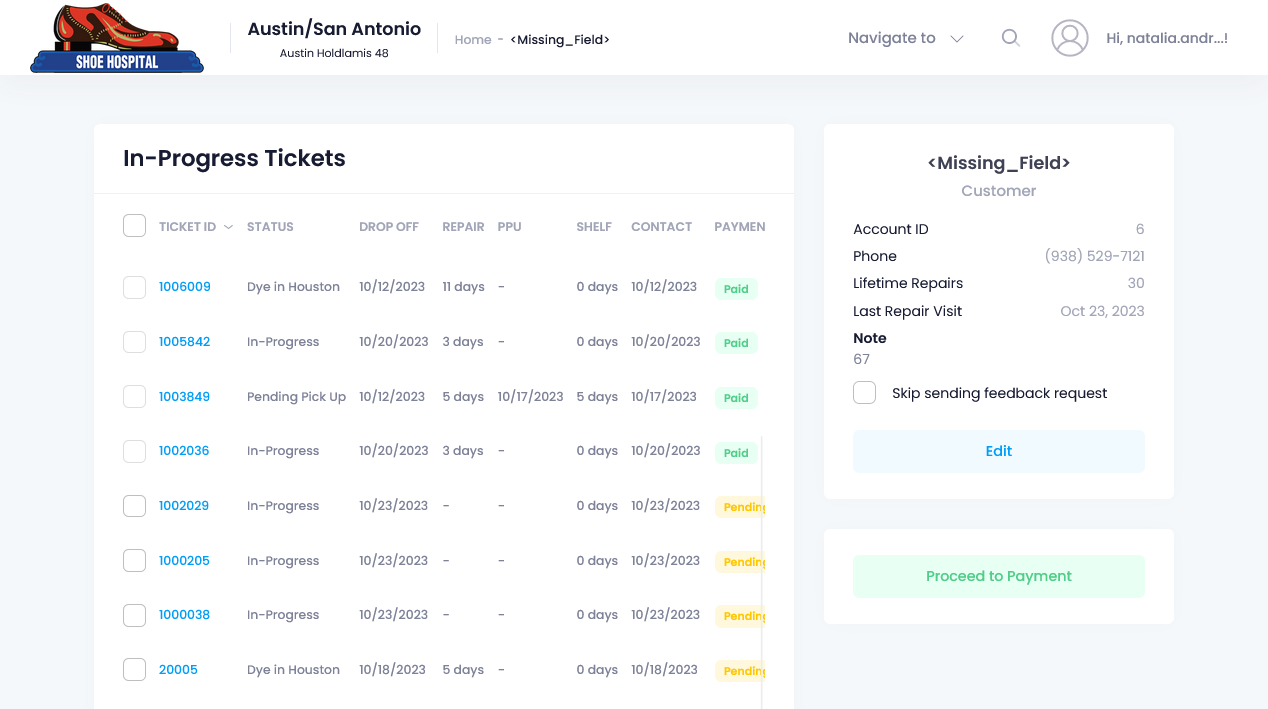 SHOE HOSPITAL
Austin/San Antonio
Austin Holdlamis 48
Home - <Missing_Field>
Navigate to
Hi, natalia.andr...!
In-Progress Tickets
TICKET ID STATUS DROP OFF REPAIR PPU SHELF CONTACT PAYMEN
1006009 Dye in Houston 10/12/2023 11 days - 0 days 10/12/2023 Paid
1005842 In-Progress 10/20/2023 3 days - 0 days 10/20/2023 Paid
1003849 Pending Pick Up 10/12/2023 5 days 10/17/2023 5 days 10/17/2023 Paid
1002036 In-Progress 10/20/2023 3 days - 0 days 10/20/2023 Paid
1002029 In-Progress 10/23/2023 - - 0 days 10/23/2023 Pending
1000205 In-Progress 10/23/2023 - - 0 days 10/23/2023 Pending
1000038 In-Progress 10/23/2023 - - 0 days 10/23/2023 Pending
20005 Dye in Houston 10/18/2023 5 days - 0 days 10/18/2023 Pending
<Missing_Field>
Customer
Account ID 6
Phone (938) 529-7121
Lifetime Repairs 30
Last Repair Visit Oct 23, 2023
Note
67
Skip sending feedback request
Edit
Proceed to Payment